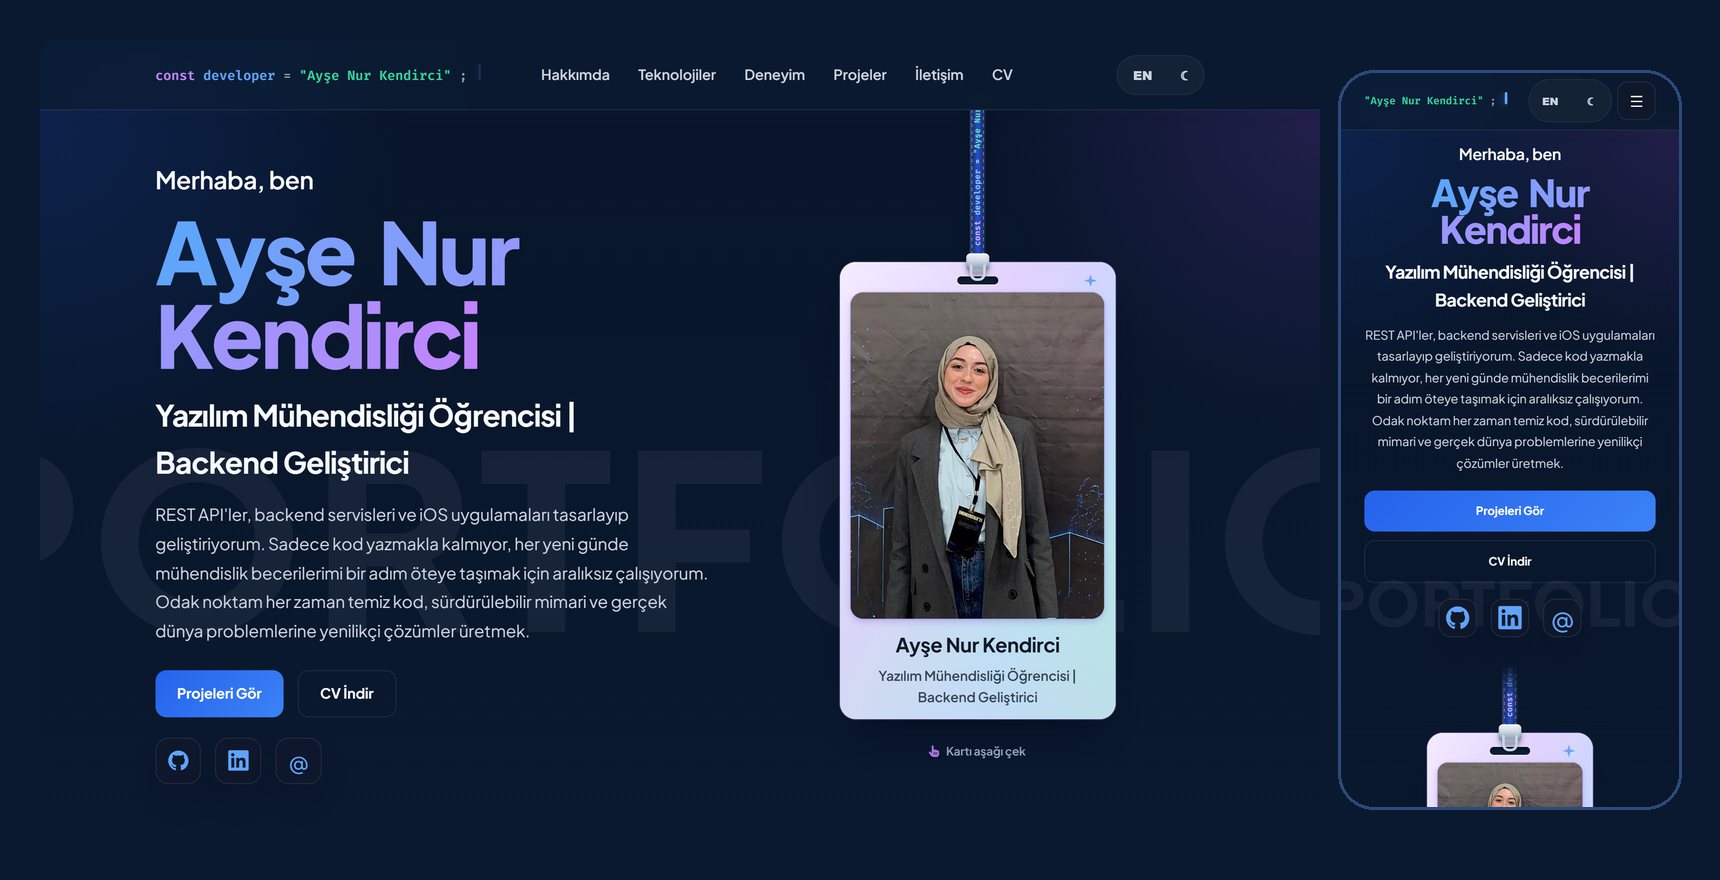 const developer = "Ayşe Nur Kendirci" ;
Hakkımda Teknolojiler Deneyim Projeler İletişim CV
EN
Merhaba, ben
Ayşe Nur
Kendirci
Yazılım Mühendisliği Öğrencisi |
Backend Geliştirici
REST API'ler, backend servisleri ve iOS uygulamaları tasarlayıp
geliştiriyorum. Sadece kod yazmakla kalmıyor, her yeni günde
mühendislik becerilerimi bir adım öteye taşımak için aralıksız çalışıyorum.
Odak noktam her zaman temiz kod, sürdürülebilir mimari ve gerçek
dünya problemlerine yenilikçi çözümler üretmek.
Projeleri Gör
CV İndir
in
@
PORTFOLIO
const developer = "Ayşe Nu
Ayşe Nur Kendirci
Yazılım Mühendisliği Öğrencisi |
Backend Geliştirici
Kartı aşağı çek
"Ayşe Nur Kendirci" ;
EN
Merhaba, ben
Ayşe Nur
Kendirci
Yazılım Mühendisliği Öğrencisi |
Backend Geliştirici
REST API'ler, backend servisleri ve iOS uygulamaları
tasarlayıp geliştiriyorum. Sadece kod yazmakla
kalmıyor, her yeni günde mühendislik becerilerimi
bir adım öteye taşımak için aralıksız çalışıyorum.
Odak noktam her zaman temiz kod, sürdürülebilir
mimari ve gerçek dünya problemlerine yenilikçi
çözümler üretmek.
Projeleri Gör
CV İndir
PORTFOLIO
in
@
const dev